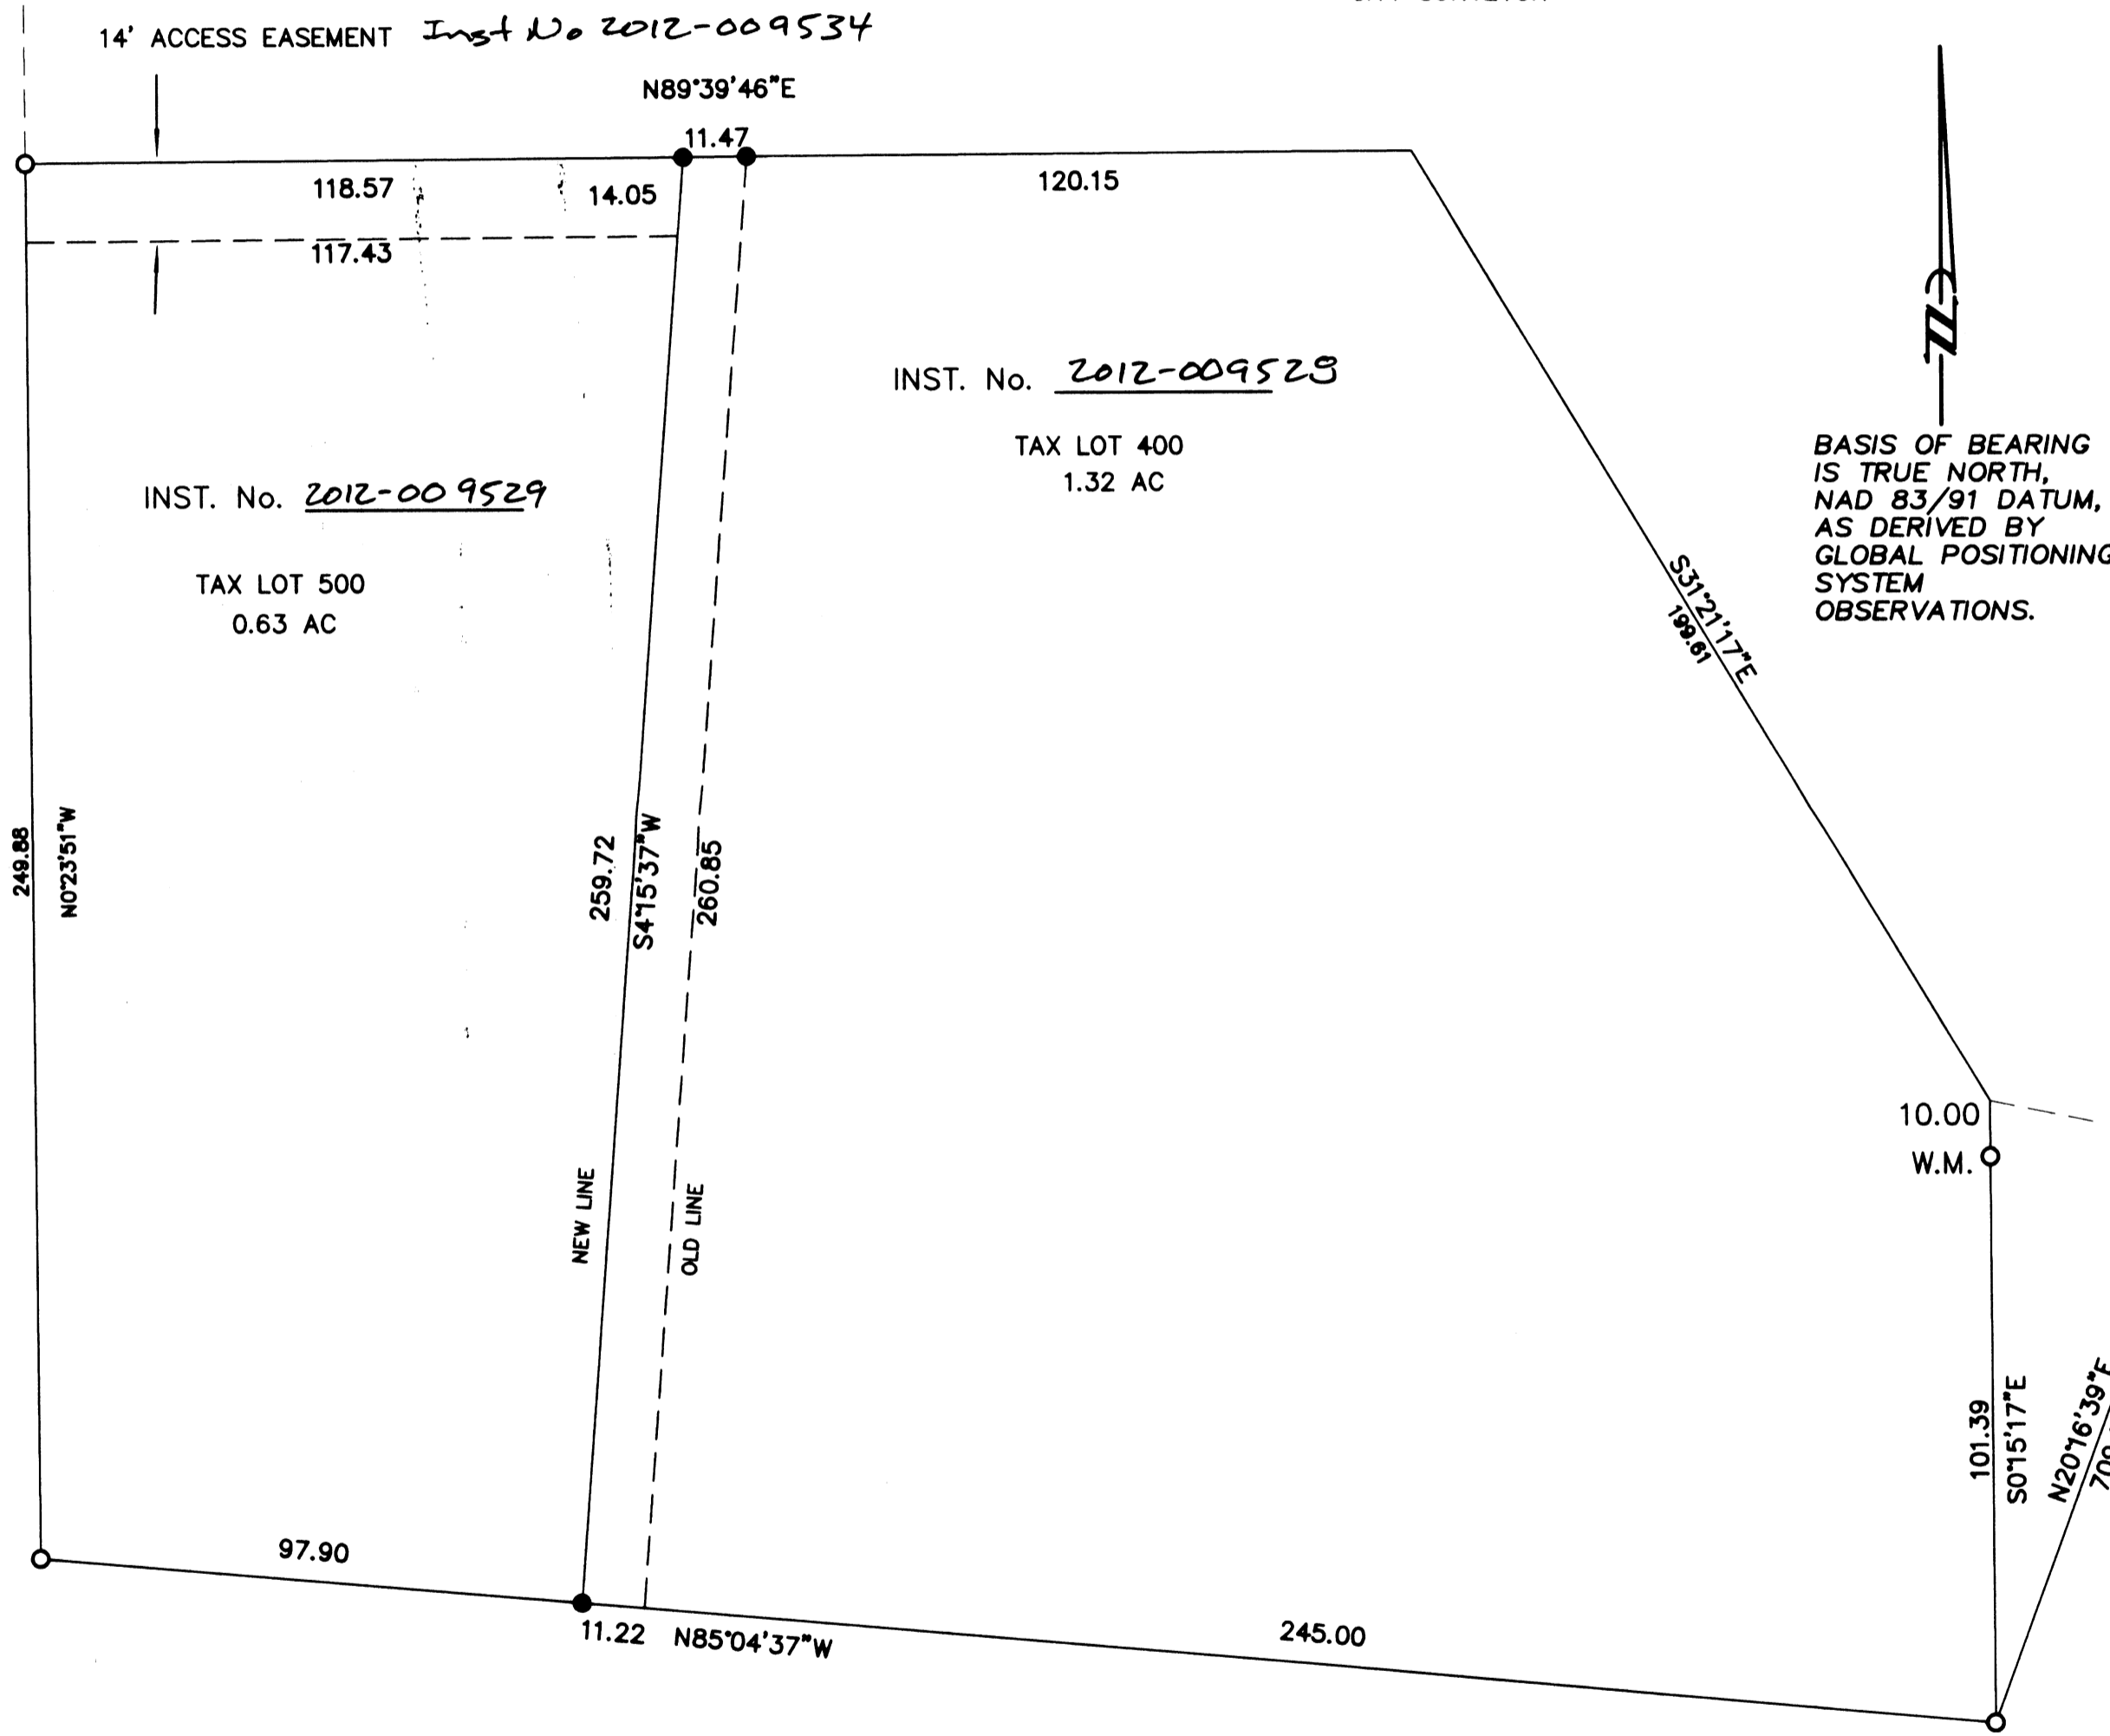 14' ACCESS EASEMENT Inst No 2012-009534
N89°39'46"E
11.47
118.57
14.05
120.15
117.43
INST. No. 2012-009528
TAX LOT 400
1.32 AC
INST. No. 2012-009529
TAX LOT 500
0.63 AC
BASIS OF BEARING
IS TRUE NORTH,
NAD 83/91 DATUM,
AS DERIVED BY
GLOBAL POSITIONING
SYSTEM
OBSERVATIONS.
S31°21'17"E
199.61
249.88
N0°23'51"W
259.72
S4°15'37"W
260.85
NEW LINE
OLD LINE
10.00
W.M.
101.39
S0°15'17"E
N20°16'39"E
97.90
11.22
N85°04'37"W
245.00